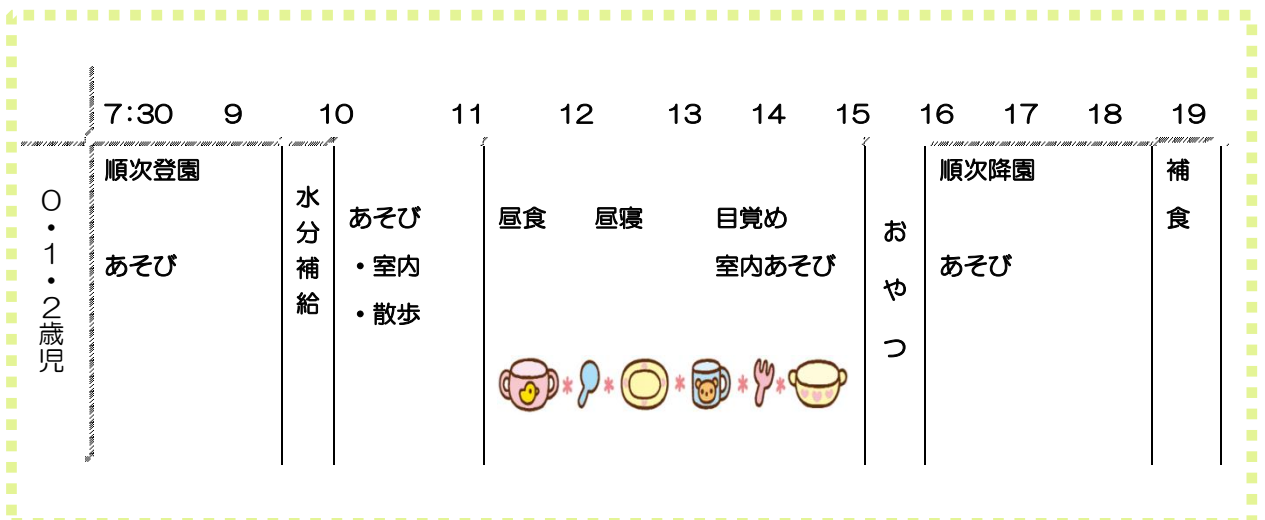 7:30 9 10 11 12 13 14 15 16 17 18 19
0・1・2歳児
順次登園
あそび
水分補給
あそび
・室内
・散歩
昼食 昼寝 目覚め
室内あそび
おやつ
順次降園
あそび
補食